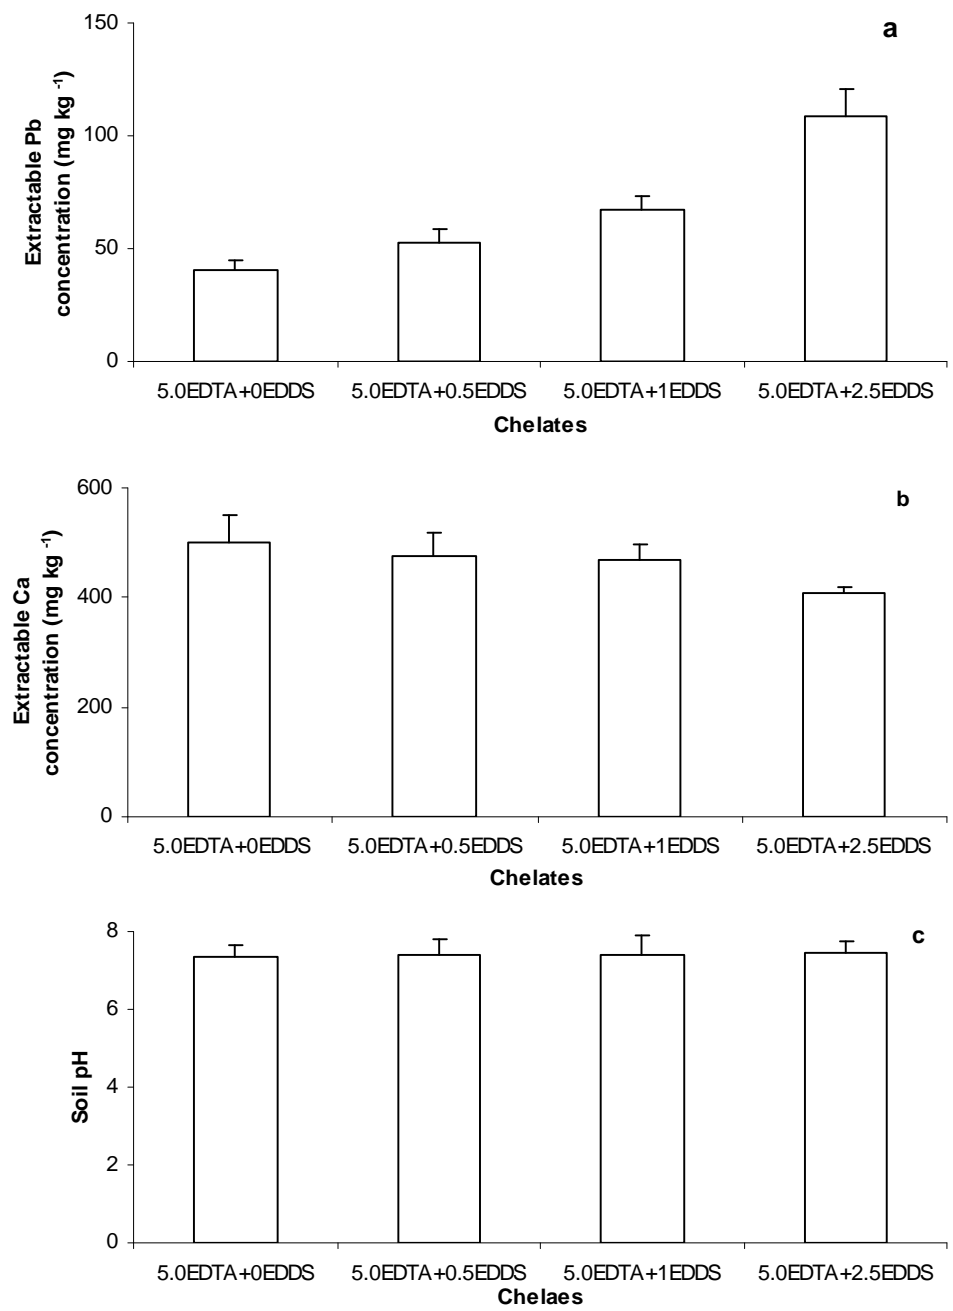 a
150
100
50
0
Extractable Pb
concentration (mg kg -1)
5.0EDTA+0EDDS 5.0EDTA+0.5EDDS 5.0EDTA+1EDDS 5.0EDTA+2.5EDDS
Chelates
b
600
400
200
0
Extractable Ca
concentration (mg kg -1)
5.0EDTA+0EDDS 5.0EDTA+0.5EDDS 5.0EDTA+1EDDS 5.0EDTA+2.5EDDS
Chelates
c
8
6
4
2
0
Soil pH
5.0EDTA+0EDDS 5.0EDTA+0.5EDDS 5.0EDTA+1EDDS 5.0EDTA+2.5EDDS
Chelaes